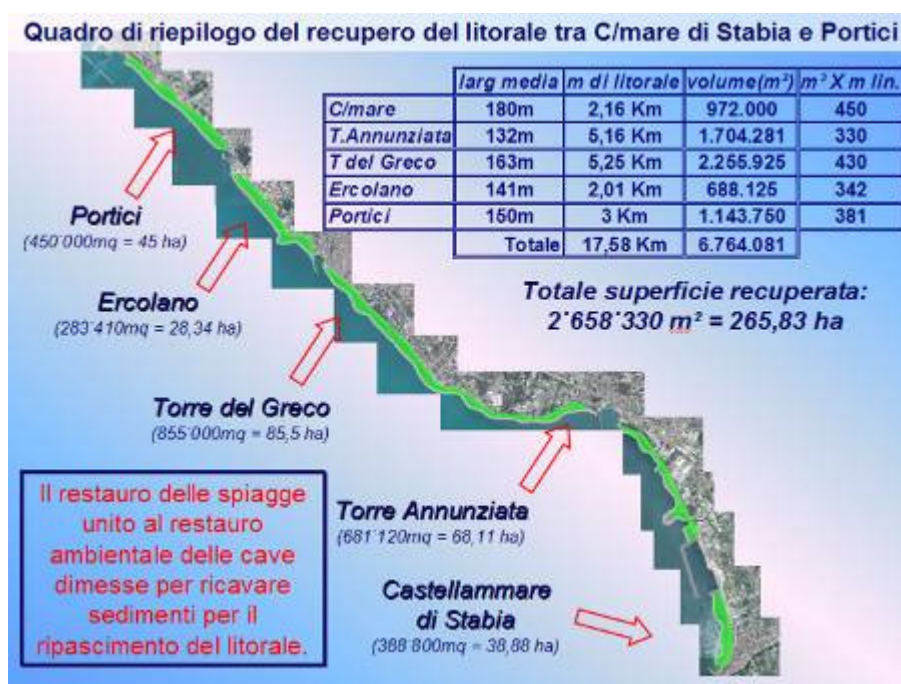 Quadro di riepilogo del recupero del litorale tra C/mare di Stabia e Portici
larg media m di litorale volume(m³) m³ X m lin.
C/mare 180m 2,16 Km 972.000 450
T.Annunziata 132m 5,16 Km 1.704.281 330
T del Greco 163m 5,25 Km 2.255.925 430
Ercolano 141m 2,01 Km 688.125 342
Portici 150m 3 Km 1.143.750 381
Totale 17,58 Km 6.764.081
Totale superficie recuperata:
2˙658˙330 m² = 265,83 ha
Portici
(450˙000mq = 45 ha)
Ercolano
(283˙410mq = 28,34 ha)
Torre del Greco
(855˙000mq = 85,5 ha)
Torre Annunziata
(681˙120mq = 68,11 ha)
Castellammare
di Stabia
(388˙800mq = 38,88 ha)
Il restauro delle spiagge
unito al restauro
ambientale delle cave
dimesse per ricavare
sedimenti per il
ripascimento del litorale.